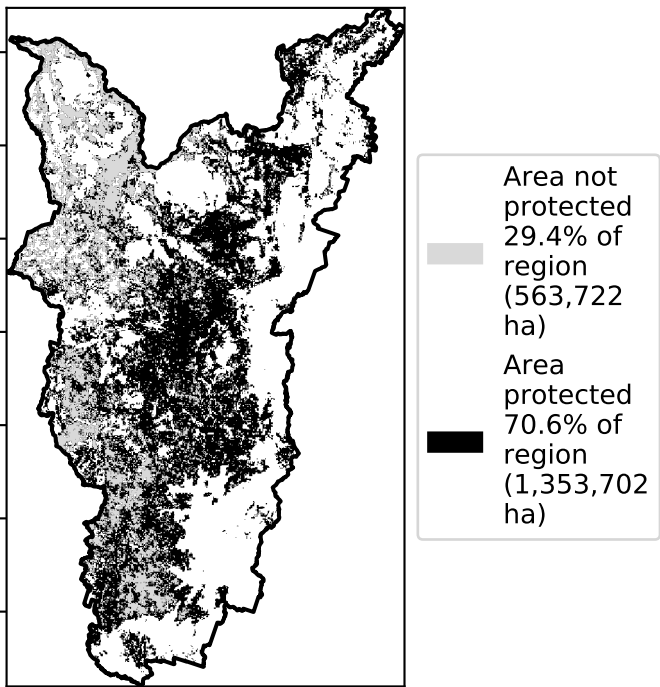 Area not
protected
29.4% of
region
(563,722
ha)
Area
protected
70.6% of
region
(1,353,702
ha)